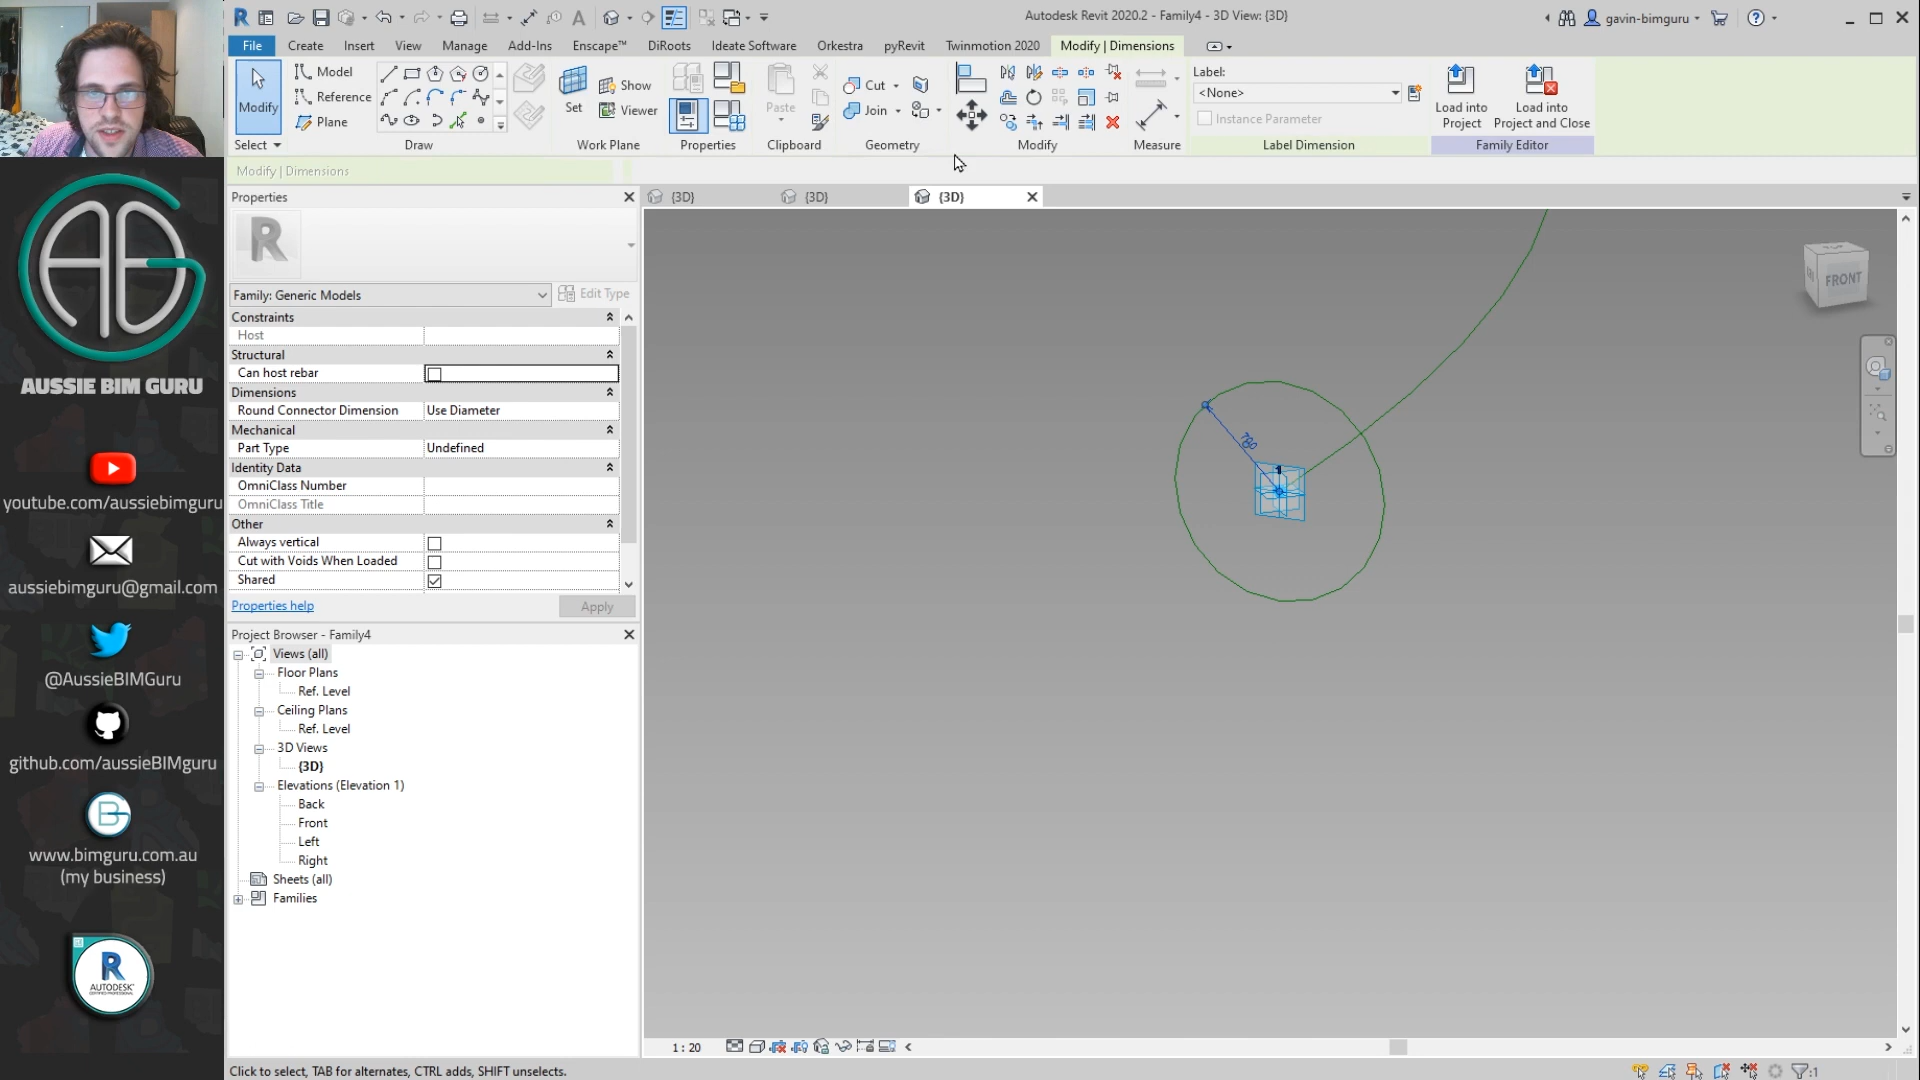 Autodesk Revit 2020.2 - Family4 - 3D View: {3D}
gavin-bimguru
File
Create
Insert
View
Manage
Add-Ins
Enscape™
DiRoots
Ideate Software
Orkestra
pyRevit
Twinmotion 2020
Modify | Dimensions
Modify
Model
Reference
Plane
Set
Show
Viewer
Paste
Cut
Join
Label:
<None>
Instance Parameter
Load into
Project
Load into
Project and Close
Select
Draw
Work Plane
Properties
Clipboard
Geometry
Modify
Measure
Label Dimension
Family Editor
Modify | Dimensions
Properties
{3D}
{3D}
{3D}
Family: Generic Models
Edit Type
Constraints
Host
Structural
Can host rebar
Dimensions
Round Connector Dimension
Use Diameter
Mechanical
Part Type
Undefined
Identity Data
OmniClass Number
OmniClass Title
Other
Always vertical
Cut with Voids When Loaded
Shared
Properties help
Apply
Project Browser - Family4
Views (all)
Floor Plans
Ref. Level
Ceiling Plans
Ref. Level
3D Views
{3D}
Elevations (Elevation 1)
Back
Front
Left
Right
Sheets (all)
Families
780
1
TOP
FRONT
1 : 20
Click to select, TAB for alternates, CTRL adds, SHIFT unselects.
:1
AUSSIE BIM GURU
youtube.com/aussiebimguru
aussiebimguru@gmail.com
@AussieBIMGuru
github.com/aussieBIMguru
www.bimguru.com.au
(my business)
R
AUTODESK